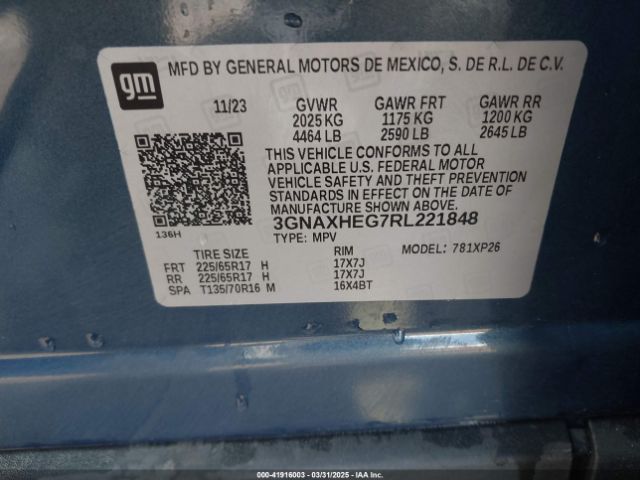 gm
MFD BY GENERAL MOTORS DE MEXICO, S. DE R.L. DE C.V.
11/23 GVWR GAWR FRT GAWR RR
2025 KG 1175 KG 1200 KG
4464 LB 2590 LB 2645 LB
THIS VEHICLE CONFORMS TO ALL
APPLICABLE U.S. FEDERAL MOTOR
VEHICLE SAFETY AND THEFT PREVENTION
STANDARDS IN EFFECT ON THE DATE OF
MANUFACTURE SHOWN ABOVE.
3GNAXHEG7RL221848
136H
TYPE: MPV MODEL: 781XP26
TIRE SIZE RIM
FRT 225/65R17 H 17X7J
RR 225/65R17 H 17X7J
SPA T135/70R16 M 16X4BT
000-41916003 — 03/31/2025 — IAAI.COM